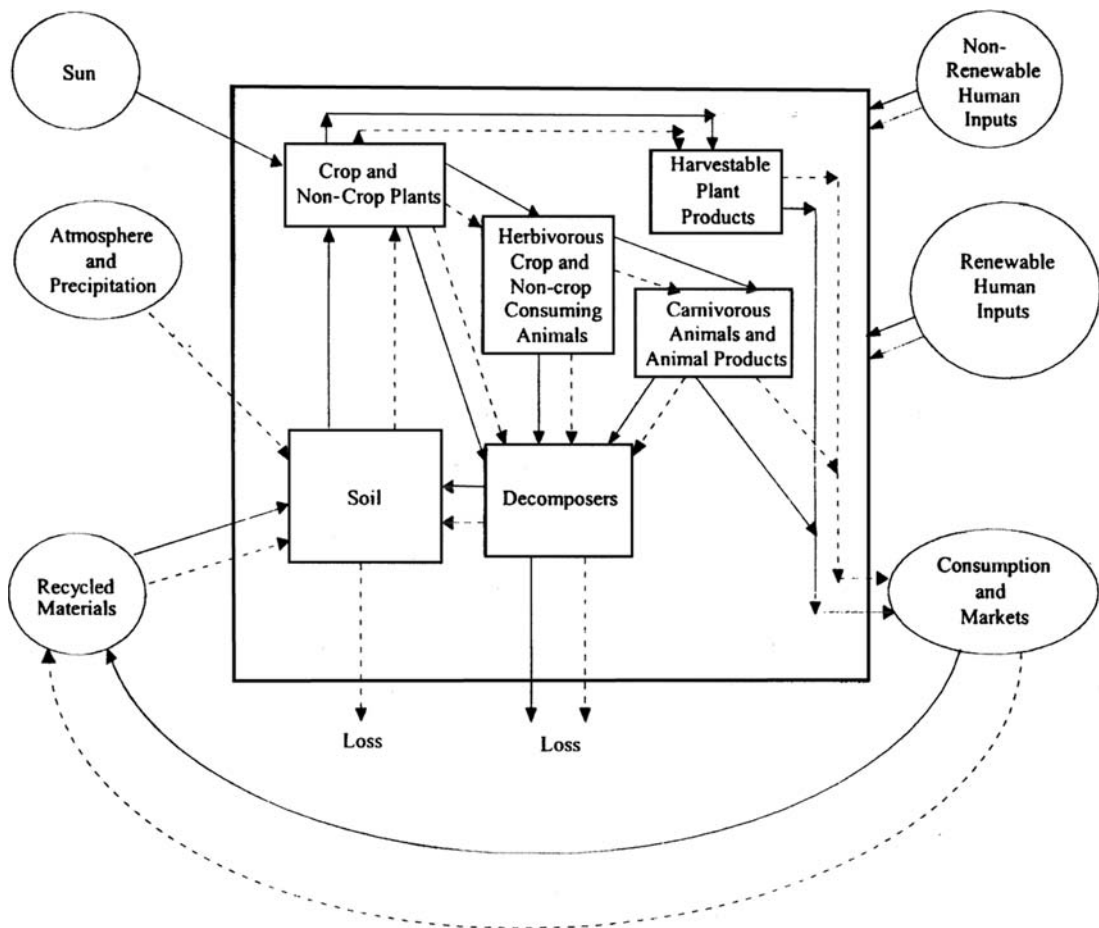 Sun
Non-
Renewable
Human
Inputs
Crop and
Non-Crop Plants
Harvestable
Plant
Products
Atmosphere
and
Precipitation
Herbivorous
Crop and
Non-crop
Consuming
Animals
Renewable
Human
Inputs
Carnivorous
Animals and
Animal Products
Soil
Decomposers
Recycled
Materials
Consumption
and
Markets
Loss
Loss